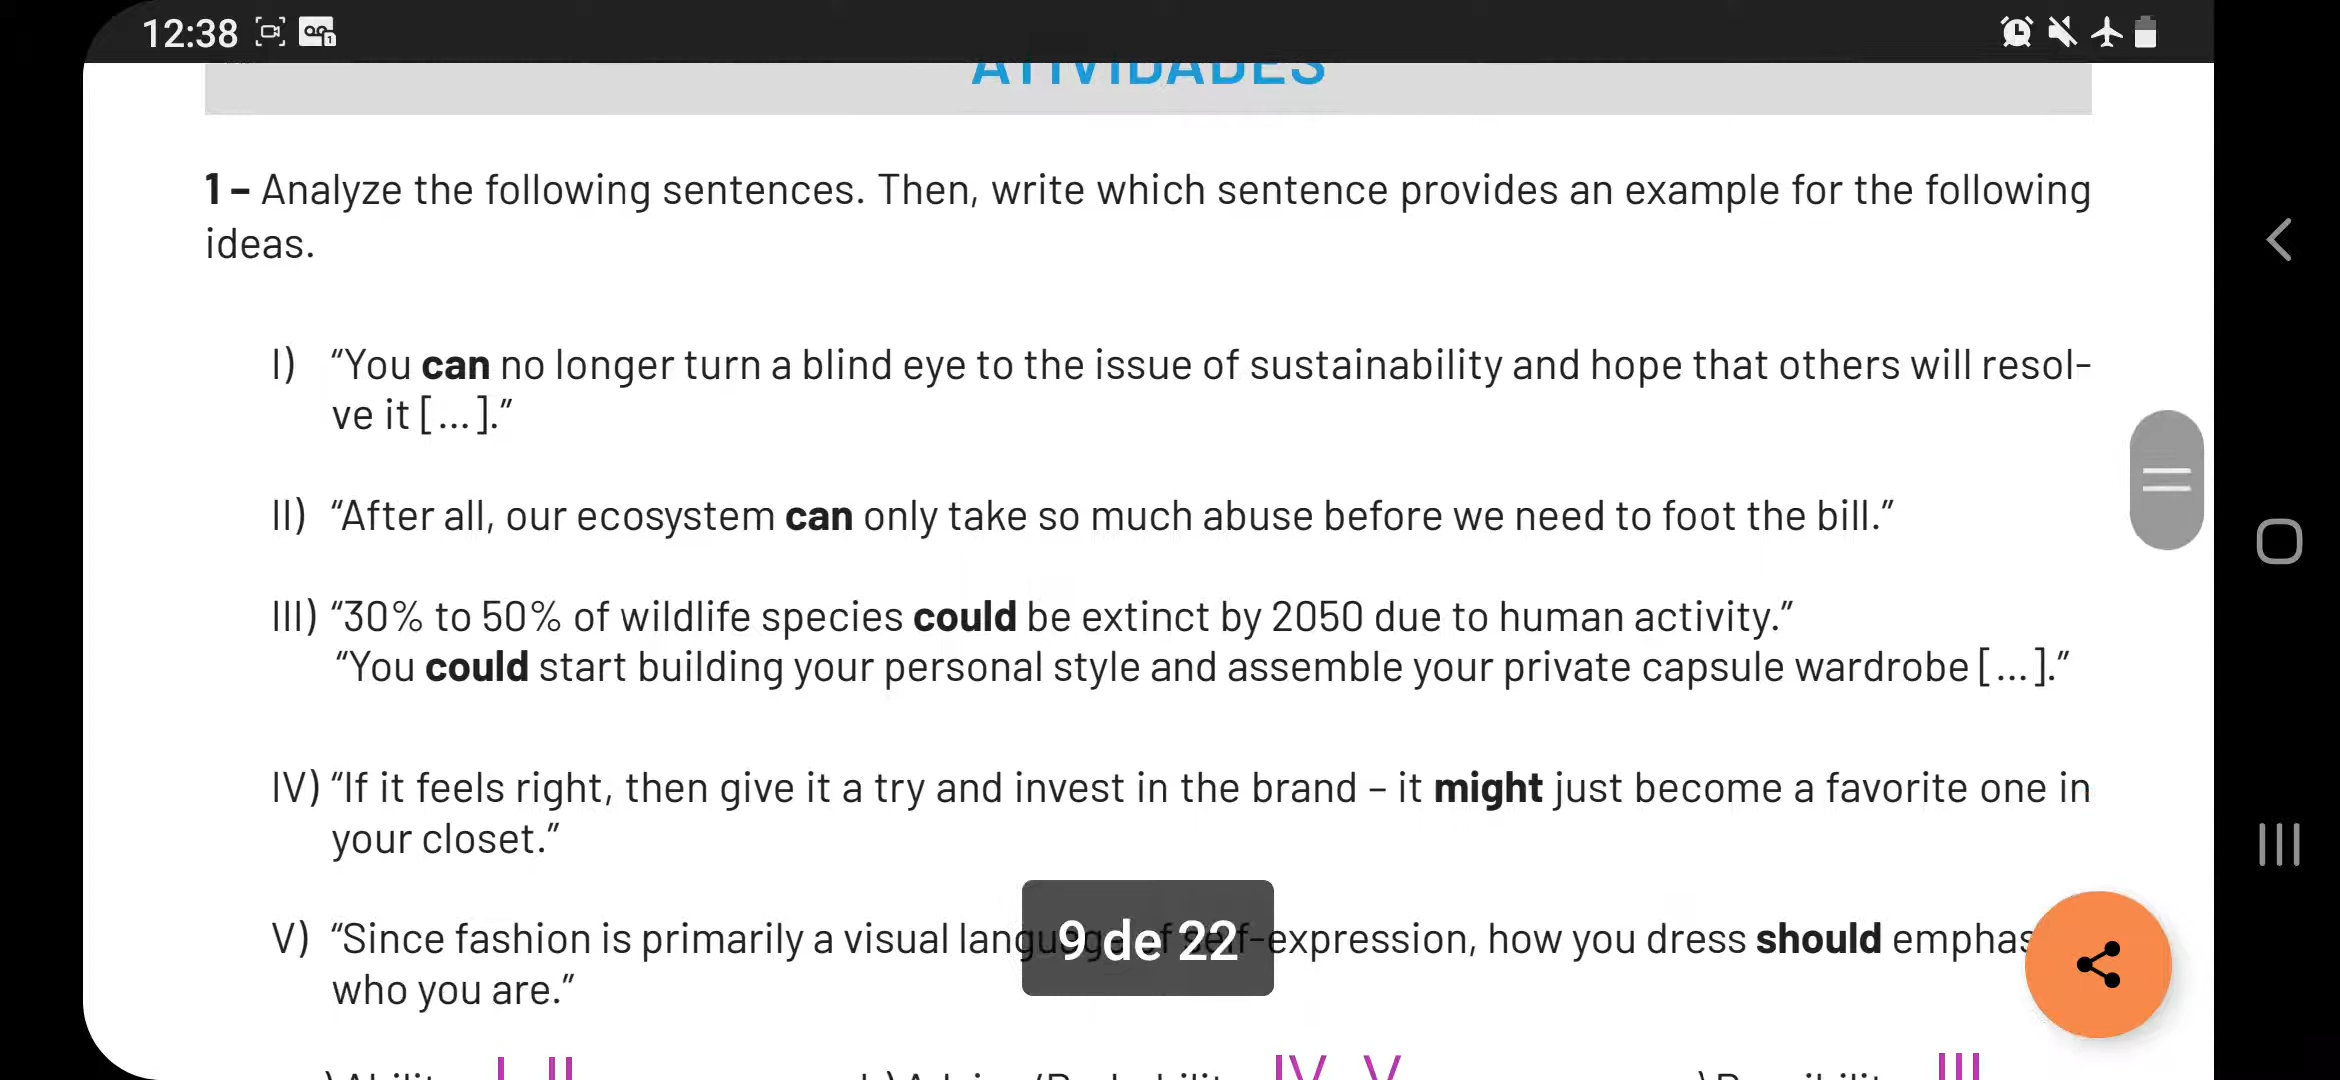 12:38
ATIVIDADES
1 – Analyze the following sentences. Then, write which sentence provides an example for the following
ideas.
I) “You can no longer turn a blind eye to the issue of sustainability and hope that others will resol-
ve it [...].”
II) “After all, our ecosystem can only take so much abuse before we need to foot the bill.”
III) “30% to 50% of wildlife species could be extinct by 2050 due to human activity.”
“You could start building your personal style and assemble your private capsule wardrobe [...].”
IV) “If it feels right, then give it a try and invest in the brand – it might just become a favorite one in
your closet.”
V) “Since fashion is primarily a visual language of self-expression, how you dress should emphas
who you are.”
9 de 22